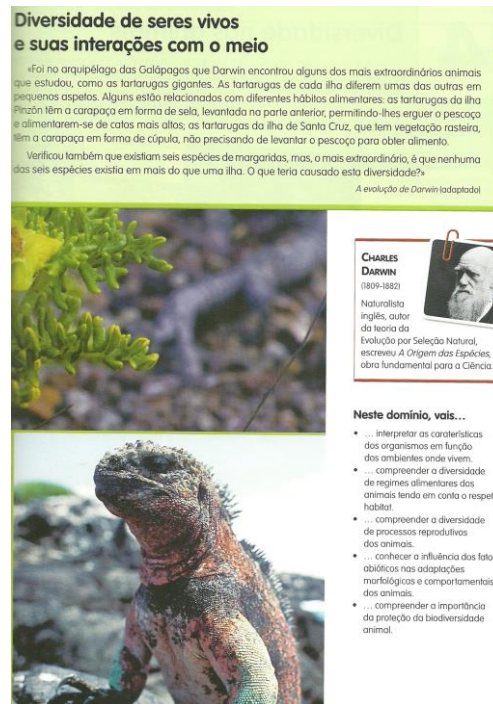 Diversidade de seres vivos
e suas interações com o meio
«Foi no arquipélago das Galápagos que Darwin encontrou alguns dos mais extraordinários animais
que estudou, como as tartarugas gigantes. As tartarugas de cada ilha diferem umas das outras em
pequenos aspetos. Alguns estão relacionados com diferentes hábitos alimentares: as tartarugas da ilha
Pinzón têm a carapaça em forma de sela, levantada na parte anterior, permitindo-lhes erguer o pescoço
e alimentarem-se de catos mais altos; as tartarugas da ilha de Santa Cruz, que tem vegetação rasteira,
têm a carapaça em forma de cúpula, não precisando de levantar o pescoço para obter alimento.
Verificou também que existiam seis espécies de margaridas, mas, o mais extraordinário, é que nenhuma
das seis espécies existia em mais do que uma ilha. O que teria causado esta diversidade?»
A evolução de Darwin (adaptado)
CHARLES
DARWIN
(1809-1882)
Naturalista
inglês, autor
da teoria da
Evolução por Seleção Natural,
escreveu A Origem das Espécies,
obra fundamental para a Ciência.
Neste domínio, vais...
• ... interpretar as caraterísticas
dos organismos em função
dos ambientes onde vivem.
• ... compreender a diversidade
de regimes alimentares dos
animais tendo em conta o respet
habitat.
• ... compreender a diversidade
de processos reprodutivos
dos animais.
• ... conhecer a influência dos fato
abióticos nas adaptações
morfológicas e comportamentais
dos animais.
• ... compreender a importância
da proteção da biodiversidade
animal.